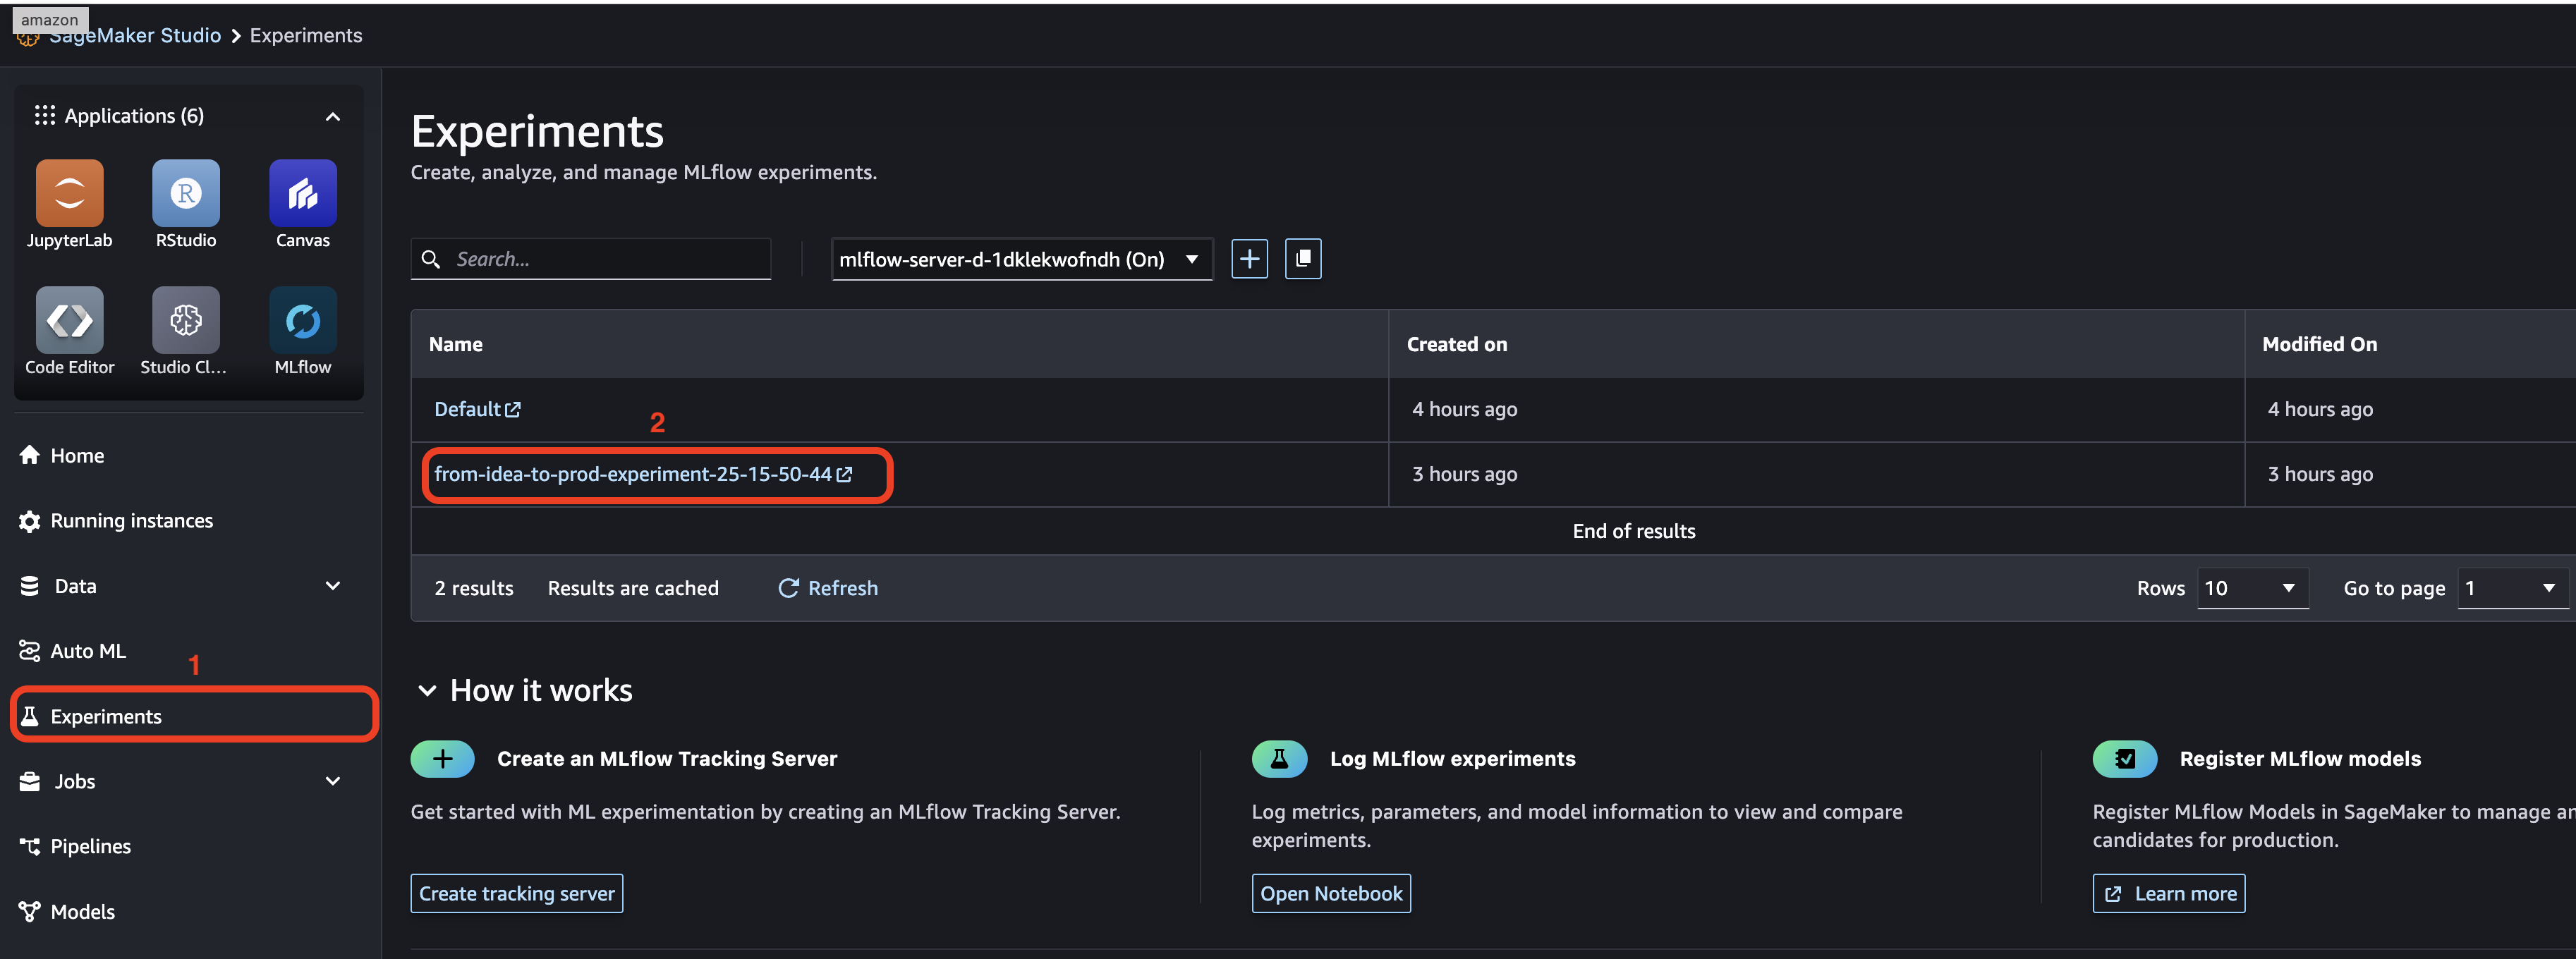 amazon
SageMaker Studio > Experiments
Applications (6)
JupyterLab
RStudio
Canvas
Code Editor
Studio Cl...
MLflow
Home
Running instances
Data
Auto ML
1
Experiments
Jobs
Pipelines
Models
Experiments
Create, analyze, and manage MLflow experiments.
Search...
mlflow-server-d-1dklekwofndh (On)
Name
Created on
Modified On
Default
4 hours ago
4 hours ago
2
from-idea-to-prod-experiment-25-15-50-44
3 hours ago
3 hours ago
End of results
2 results
Results are cached
Refresh
Rows
10
Go to page
1
How it works
Create an MLflow Tracking Server
Get started with ML experimentation by creating an MLflow Tracking Server.
Create tracking server
Log MLflow experiments
Log metrics, parameters, and model information to view and compare
experiments.
Open Notebook
Register MLflow models
Register MLflow Models in SageMaker to manage
candidates for production.
Learn more